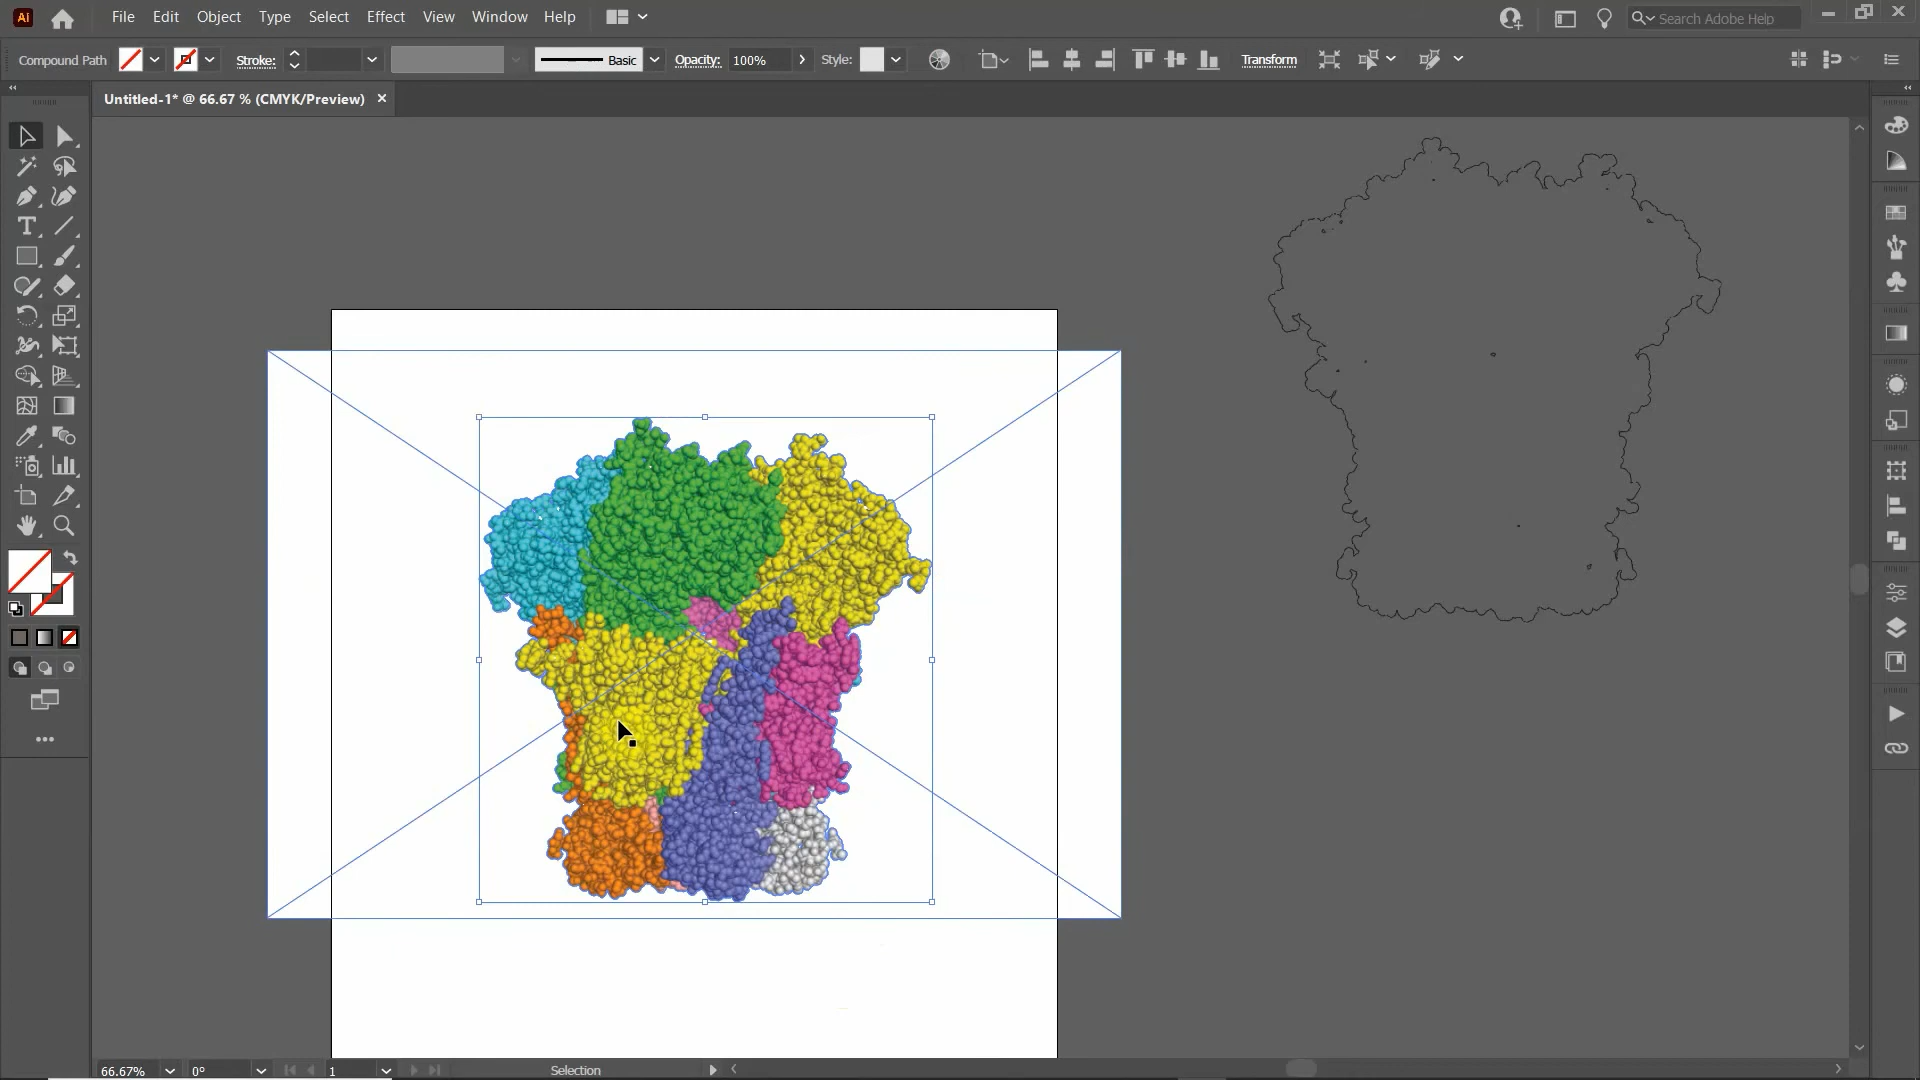 Ai File Edit Object Type Select Effect View Window Help Search Adobe Help
Compound Path Stroke: Basic Opacity: 100% Style: Transform
Untitled-1* @ 66.67 % (CMYK/Preview)
66.67% 0° 1 Selection